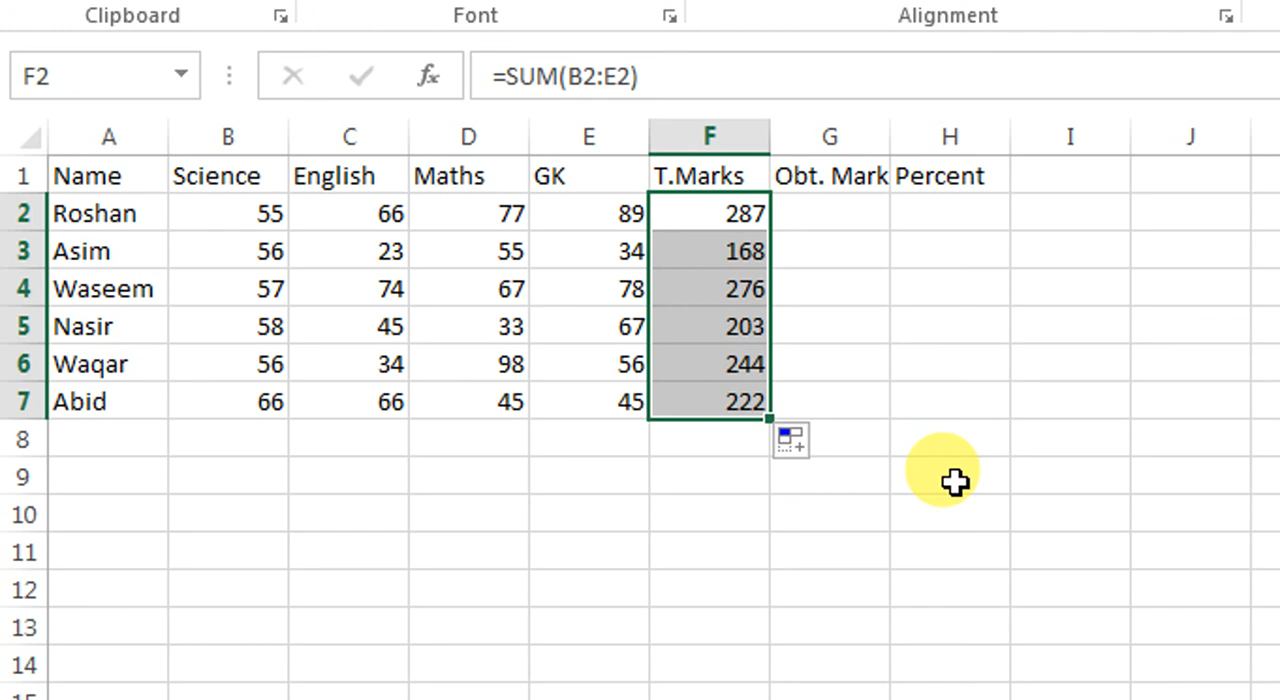 Clipboard Font Alignment
F2 fx =SUM(B2:E2)
A B C D E F G H I J
1 Name Science English Maths GK T.Marks Obt. Mark Percent
2 Roshan 55 66 77 89 287
3 Asim 56 23 55 34 168
4 Waseem 57 74 67 78 276
5 Nasir 58 45 33 67 203
6 Waqar 56 34 98 56 244
7 Abid 66 66 45 45 222
8
9
10
11
12
13
14
15